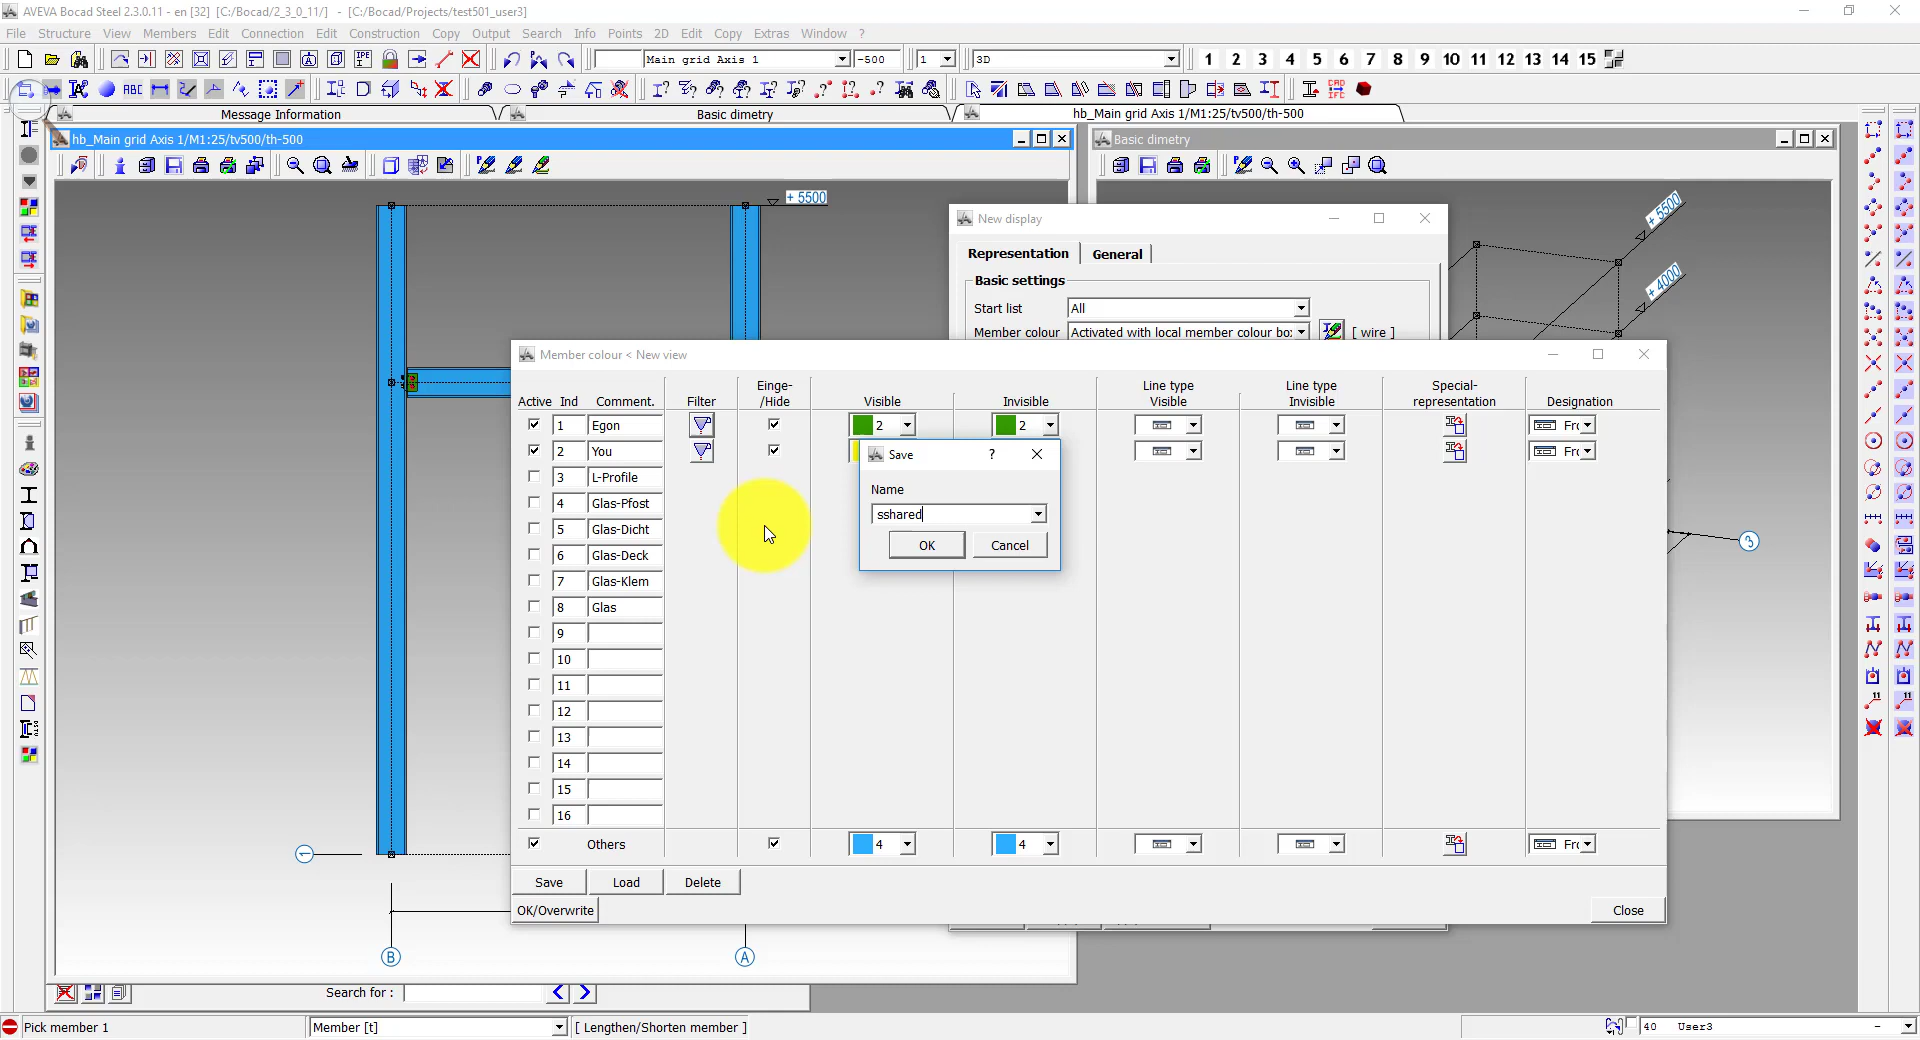 AVEVA Bocad Steel 2.3.0.11 - en [32] [C:/Bocad/2_3_0_11/] - [C:/Bocad/Projects/test501_user3]
File Structure View Members Edit Connection Edit Construction Copy Output Search Info Points 2D Edit Copy Extras Window ?
Main grid Axis 1 -500 1 3D 1 2 3 4 5 6 7 8 9 10 11 12 13 14 15
Message Information Basic dimetry hb_Main grid Axis 1/M1:25/tv500/th-500
hb_Main grid Axis 1/M1:25/tv500/th-500 Basic dimetry
+ 5500
+ 5500
+ 4000
New display
Representation General
Basic settings
Start list All
Member colour Activated with local member colour bo: [ wire ]
Member colour < New view
Active Ind Comment. Filter Einge-/Hide Visible Invisible Line type Visible Line type Invisible Special-representation Designation
1 Egon 2 2 Frc
2 You Frc
3 L-Profile
4 Glas-Pfost
5 Glas-Dicht
6 Glas-Deck
7 Glas-Klem
8 Glas
9
10
11
12
13
14
15
16
Others 4 4 Frc
Save ?
Name
sshared
OK Cancel
Save Load Delete
OK/Overwrite Close
1
3
B A
Search for :
Pick member 1 Member [t] [ Lengthen/Shorten member ] 40 User3 -